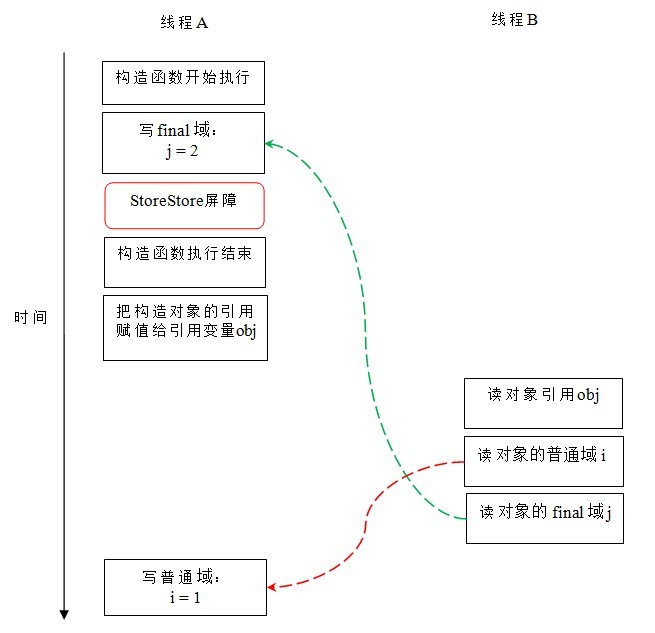 线程A
线程B
构造函数开始执行
写final域：
j = 2
StoreStore屏障
构造函数执行结束
把构造对象的引用
赋值给引用变量obj
时间
读对象引用obj
读对象的普通域 i
读对象的 final 域j
写普通域：
i = 1